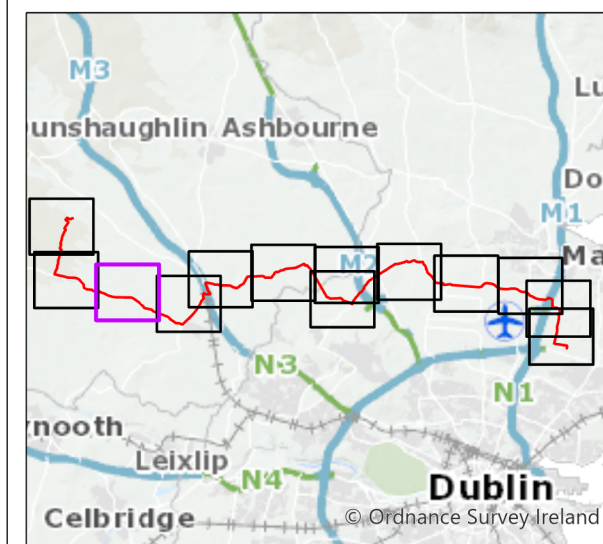 M3
Lu
unshaughlin Ashbourne
Do
M1
M2
Ma
N3
N1
ynooth
Leixlip
N4
Dublin
Celbridge
© Ordnance Survey Ireland